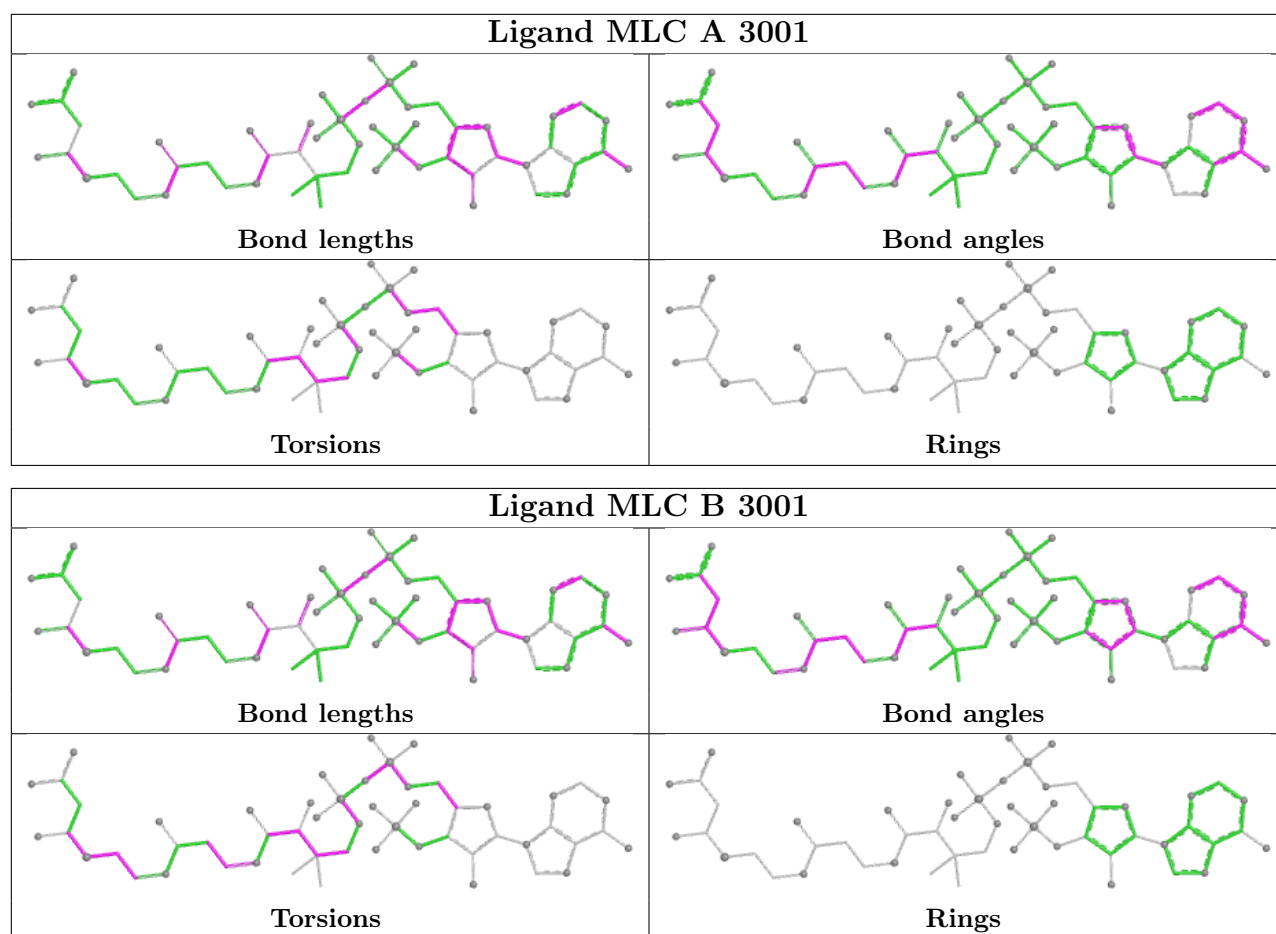 Ligand MLC A 3001
Bond lengths
Bond angles
Torsions
Rings
Ligand MLC B 3001
Bond lengths
Bond angles
Torsions
Rings